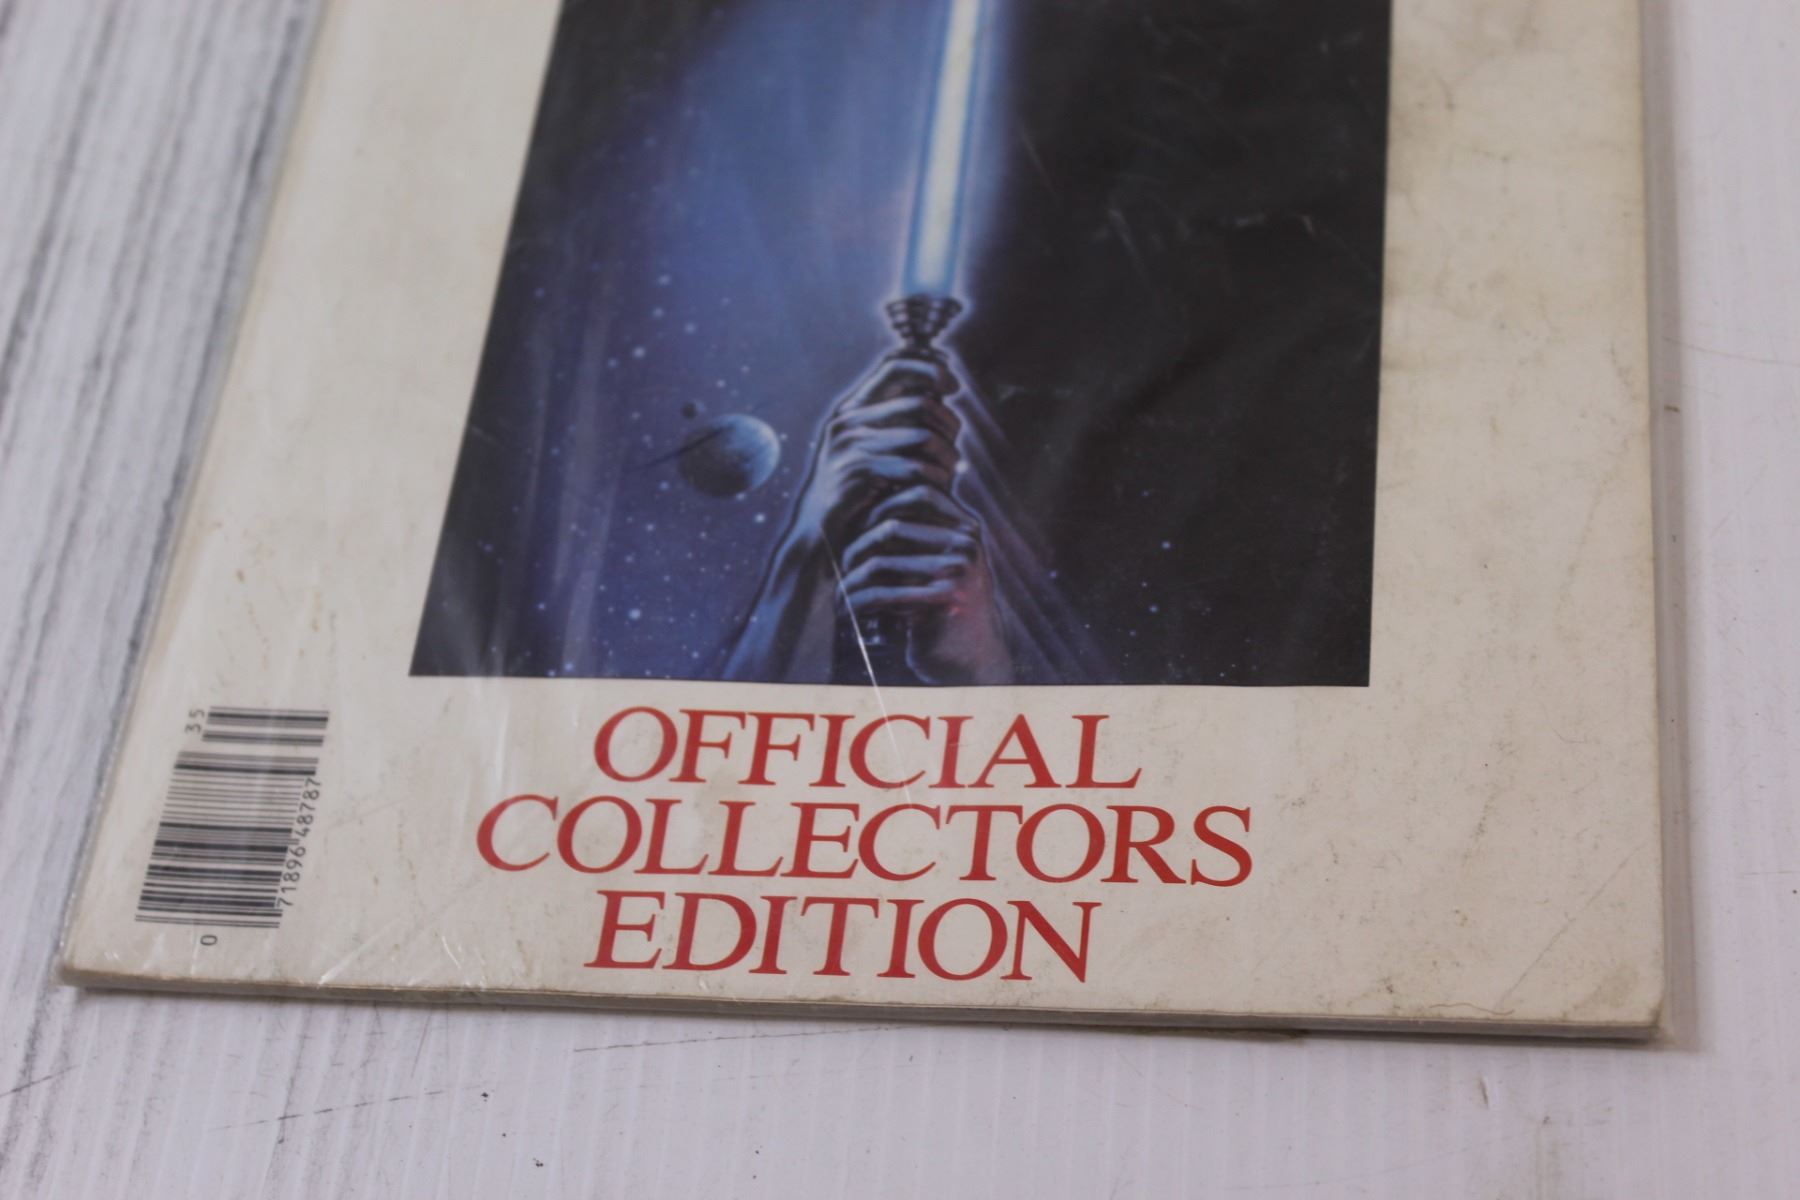 OFFICIAL
COLLECTORS
EDITION
35
71896 48787
0